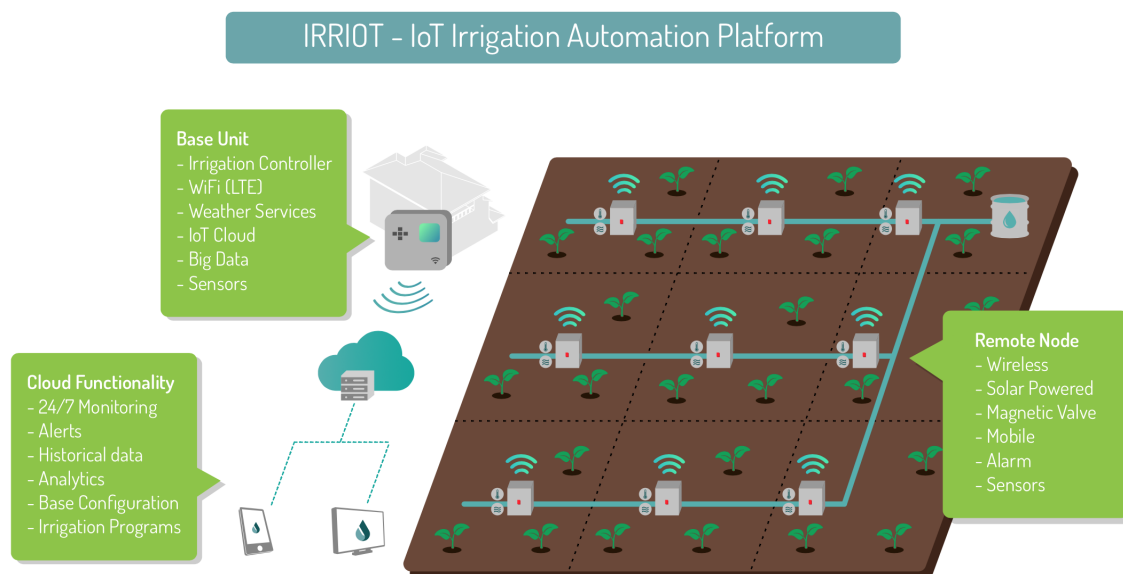 IRRIOT - IoT Irrigation Automation Platform
Base Unit
- Irrigation Controller
- WiFi (LTE)
- Weather Services
- IoT Cloud
- Big Data
- Sensors
Cloud Functionality
- 24/7 Monitoring
- Alerts
- Historical data
- Analytics
- Base Configuration
- Irrigation Programs
Remote Node
- Wireless
- Solar Powered
- Magnetic Valve
- Mobile
- Alarm
- Sensors